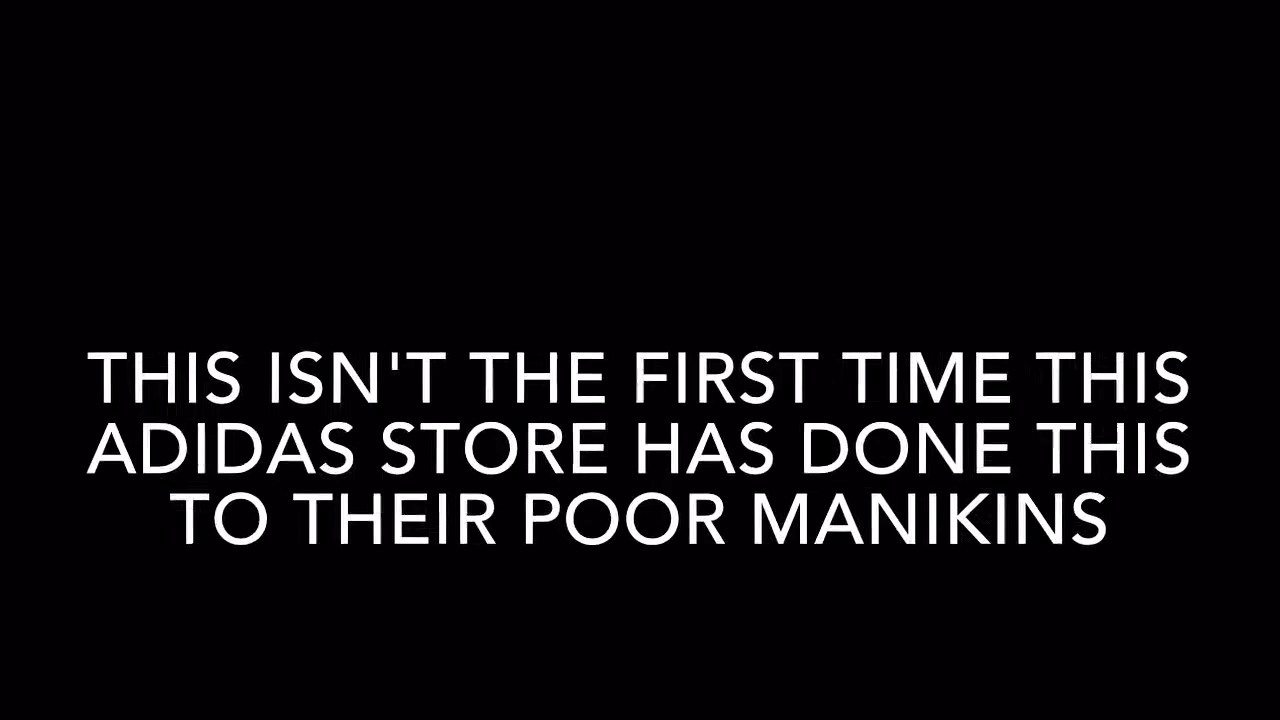 THIS ISN'T THE FIRST TIME THIS
ADIDAS STORE HAS DONE THIS
TO THEIR POOR MANIKINS